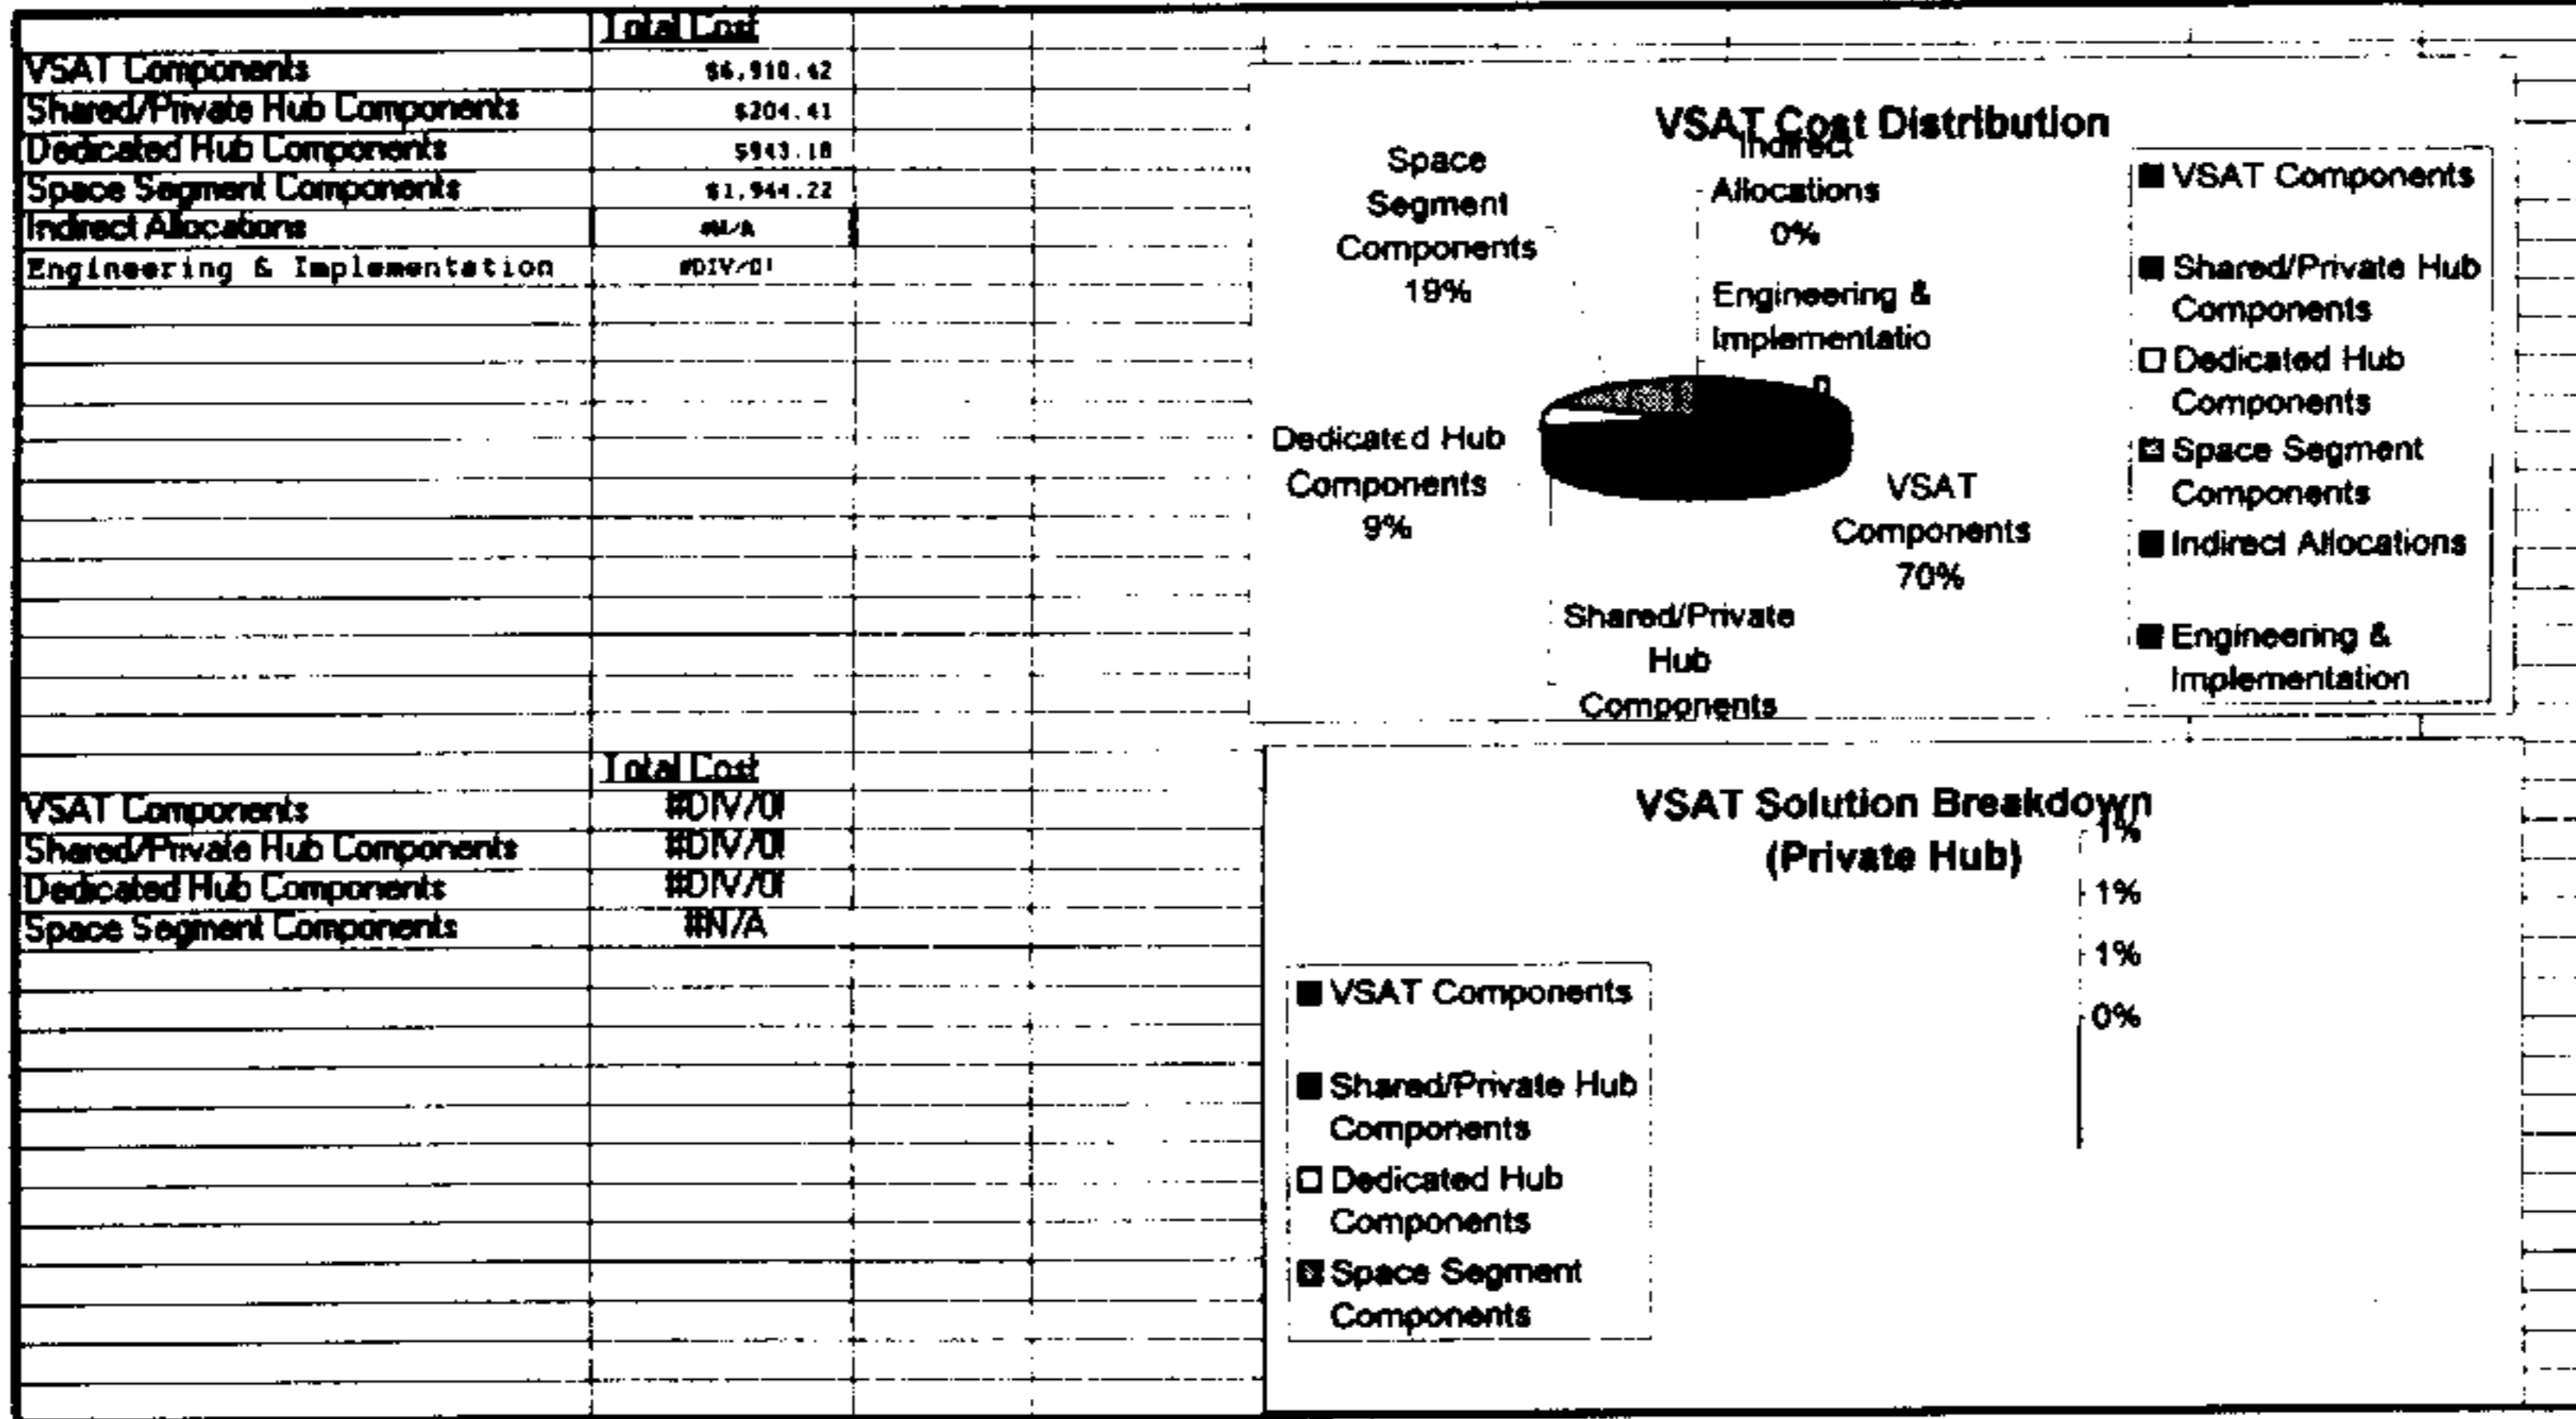 Total Cost
VSAT Components $6,910.42
Shared/Private Hub Components $204.41
Dedicated Hub Components $943.18
Space Segment Components $1,944.22
Indirect Allocations #N/A
Engineering & Implementation #DIV/0!
VSAT Cost Distribution
Space
Segment
Components
19%
Indirect
Allocations
0%
Engineering &
Implementatio
Dedicated Hub
Components
9%
VSAT
Components
70%
Shared/Private
Hub
Components
VSAT Components
Shared/Private Hub
Components
Dedicated Hub
Components
Space Segment
Components
Indirect Allocations
Engineering &
Implementation
Total Cost
VSAT Components #DIV/0!
Shared/Private Hub Components #DIV/0!
Dedicated Hub Components #DIV/0!
Space Segment Components #N/A
VSAT Solution Breakdown
(Private Hub)
1%
1%
1%
0%
VSAT Components
Shared/Private Hub
Components
Dedicated Hub
Components
Space Segment
Components